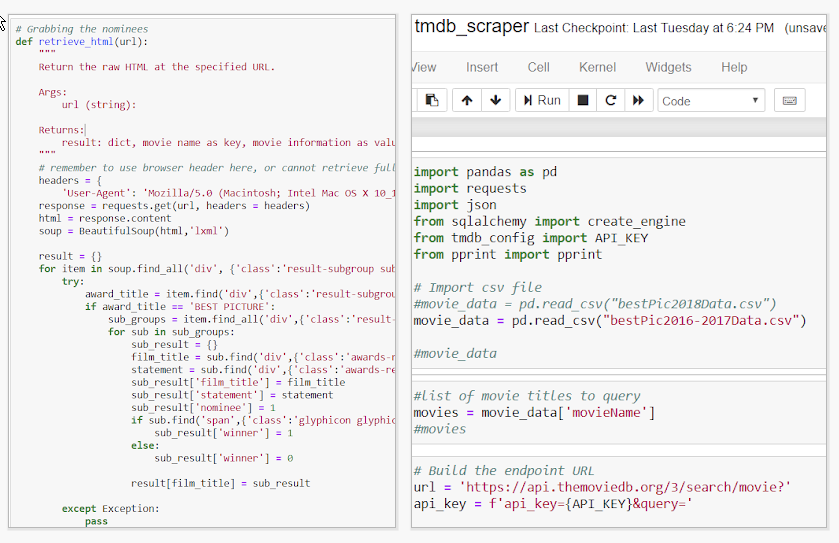 # Grabbing the nominees
def retrieve_html(url):
"""
Return the raw HTML at the specified URL.
Args:
url (string):
Returns:
result: dict, movie name as key, movie information as valu
"""
# remember to use browser header here, or cannot retrieve full
headers = {
'User-Agent': 'Mozilla/5.0 (Macintosh; Intel Mac OS X 10_1
response = requests.get(url, headers = headers)
html = response.content
soup = BeautifulSoup(html,'lxml')
result = {}
for item in soup.find_all('div', {'class':'result-subgroup sub
try:
award_title = item.find('div',{'class':'result-subgrou
if award_title == 'BEST PICTURE':
sub_groups = item.find_all('div',{'class':'result-
for sub in sub_groups:
sub_result = {}
film_title = sub.find('div',{'class':'awards-r
statement = sub.find('div',{'class':'awards-re
sub_result['film_title'] = film_title
sub_result['statement'] = statement
sub_result['nominee'] = 1
if sub.find('span',{'class':'glyphicon glyphic
sub_result['winner'] = 1
else:
sub_result['winner'] = 0
result[film_title] = sub_result
except Exception:
pass
tmdb_scraper Last Checkpoint: Last Tuesday at 6:24 PM (unsave
View Insert Cell Kernel Widgets Help
Run Code
import pandas as pd
import requests
import json
from sqlalchemy import create_engine
from tmdb_config import API_KEY
from pprint import pprint
# Import csv file
#movie_data = pd.read_csv("bestPic2018Data.csv")
movie_data = pd.read_csv("bestPic2016-2017Data.csv")
#movie_data
#list of movie titles to query
movies = movie_data['movieName']
#movies
# Build the endpoint URL
url = 'https://api.themoviedb.org/3/search/movie?'
api_key = f'api_key={API_KEY}&query='